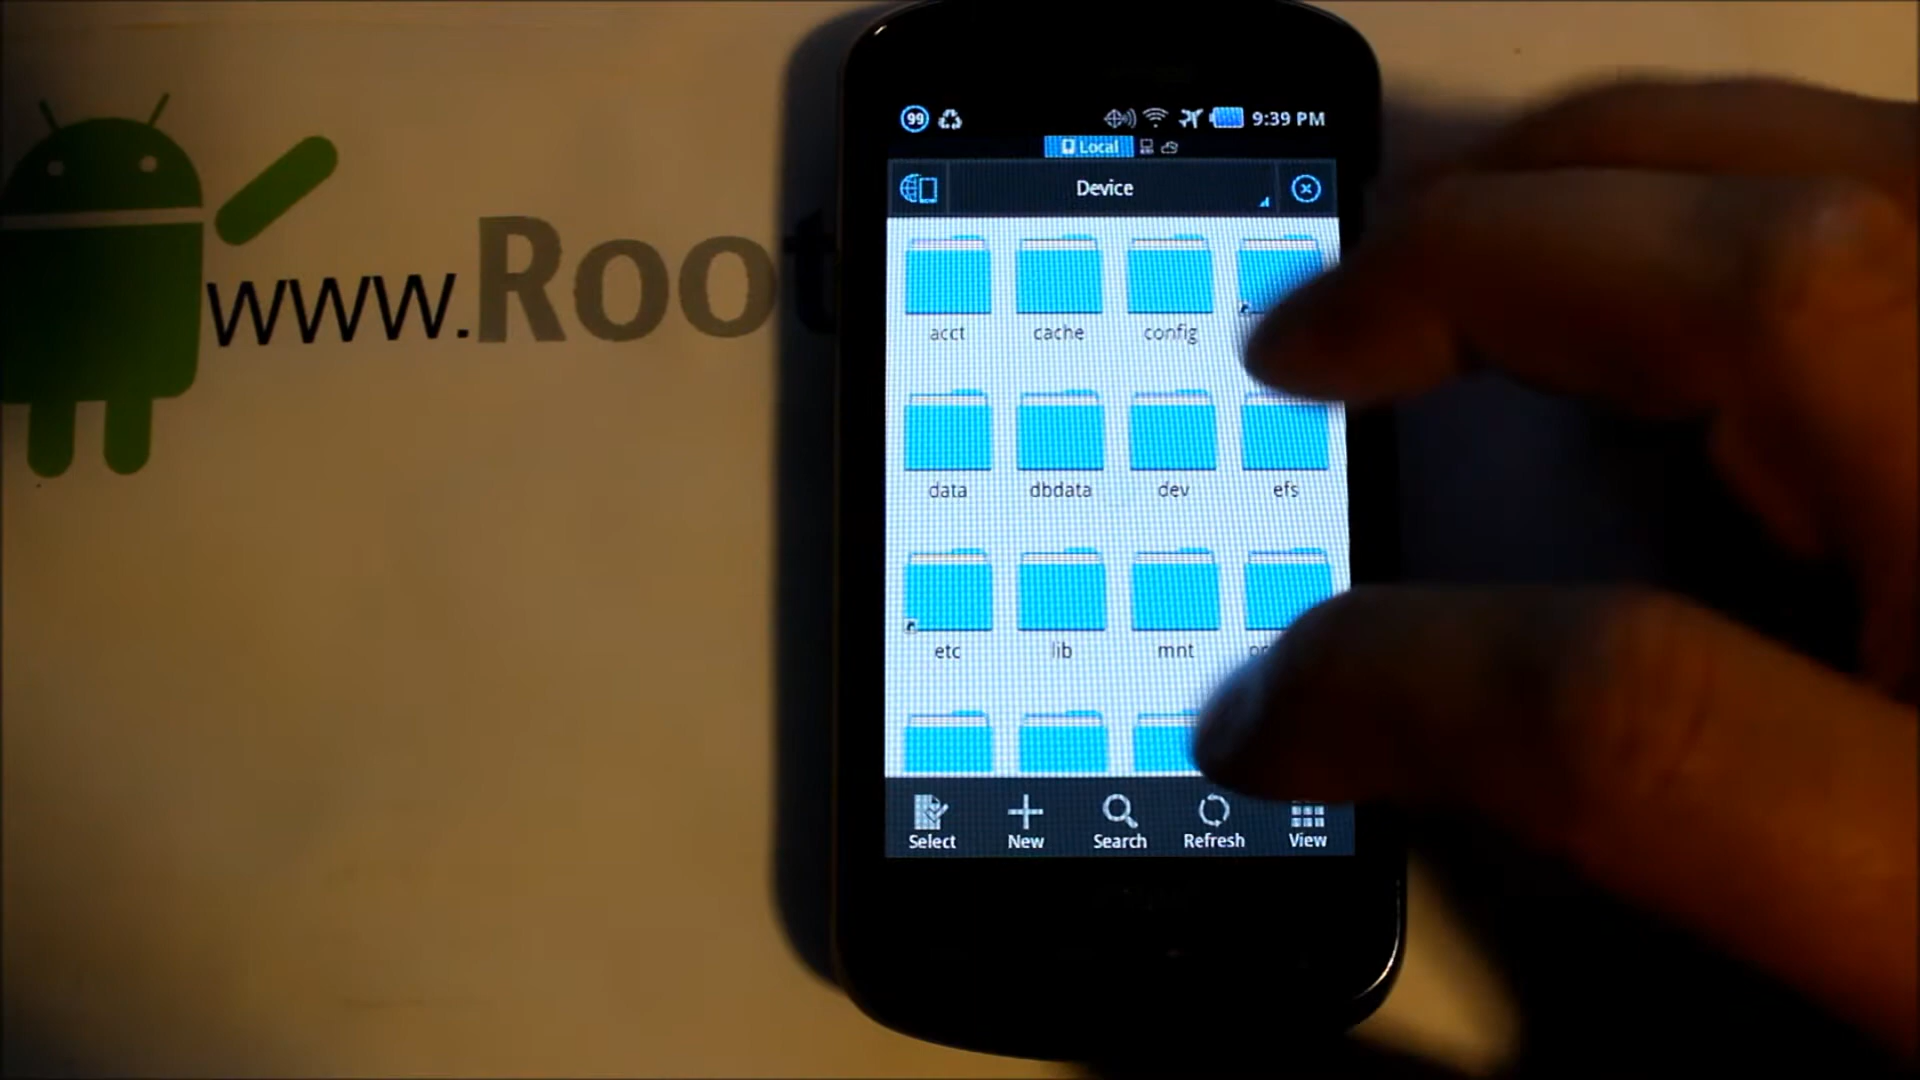 www.Root
99 9:39 PM
Local
Device
acct cache config
data dbdata dev efs
etc lib mnt
Select New Search Refresh View